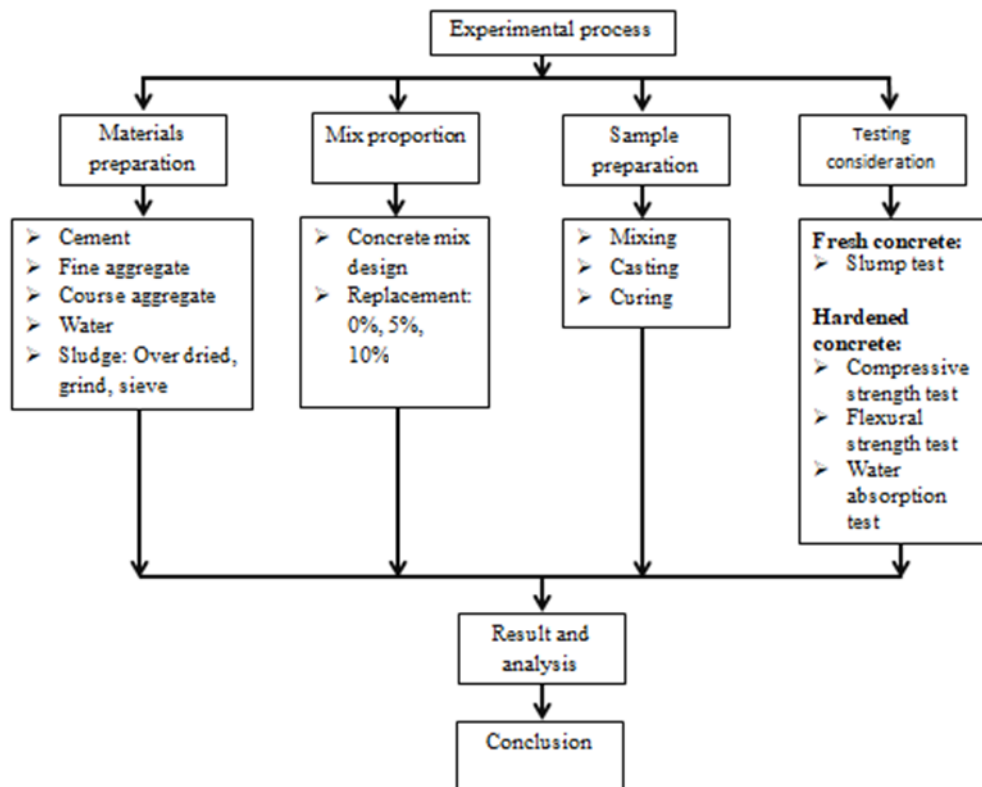 Experimental process
Materials
preparation
Mix proportion
Sample
preparation
Testing
consideration
➢ Cement
➢ Fine aggregate
➢ Course aggregate
➢ Water
➢ Sludge: Over dried,
grind, sieve
➢ Concrete mix
design
➢ Replacement:
0%, 5%,
10%
➢ Mixing
➢ Casting
➢ Curing
Fresh concrete:
➢ Slump test
Hardened
concrete:
➢ Compressive
strength test
➢ Flexural
strength test
➢ Water
absorption
test
Result and
analysis
Conclusion